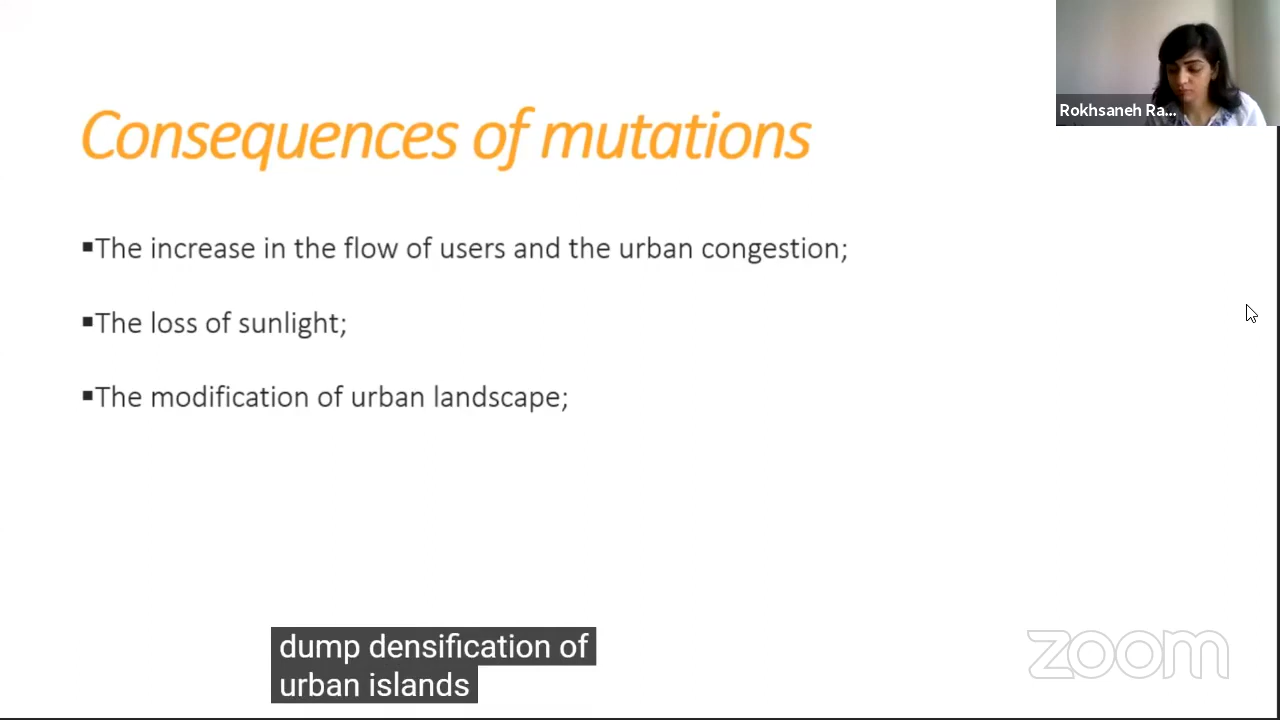 Rokhsaneh Ra...
Consequences of mutations
▪The increase in the flow of users and the urban congestion;
▪The loss of sunlight;
▪The modification of urban landscape;
dump densification of
urban islands
zoom